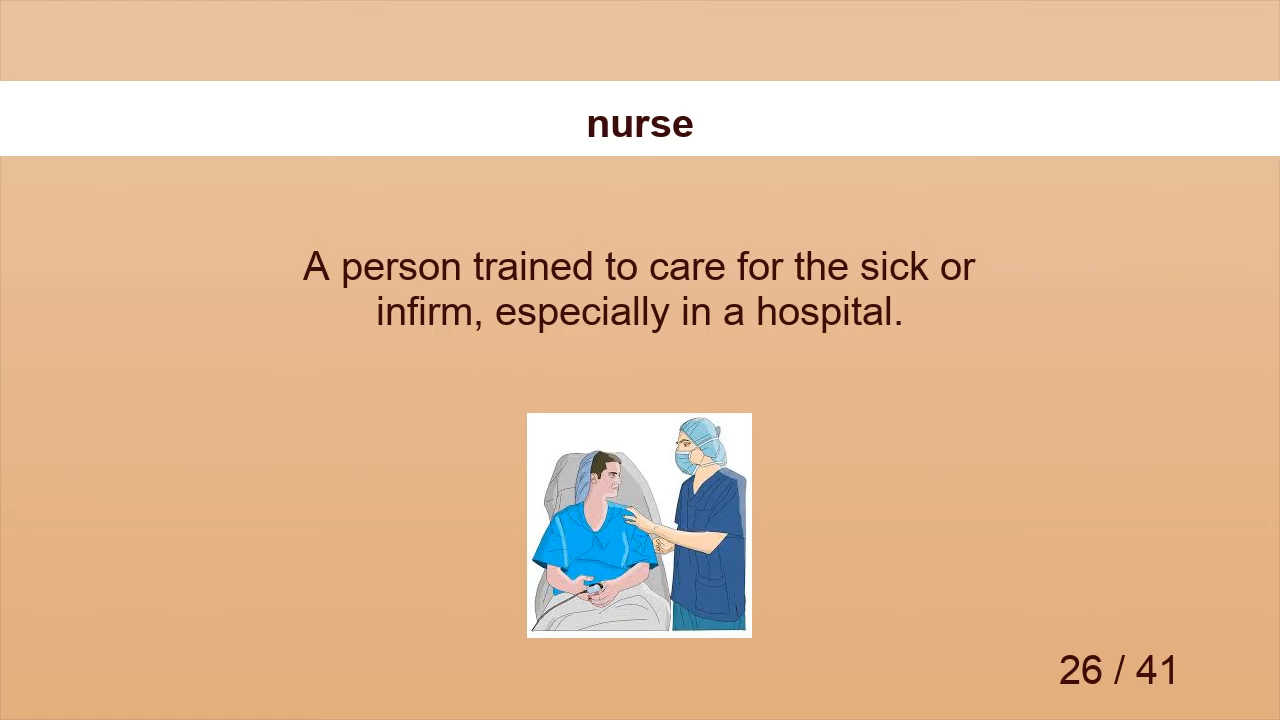 nurse
A person trained to care for the sick or
infirm, especially in a hospital.
26 / 41